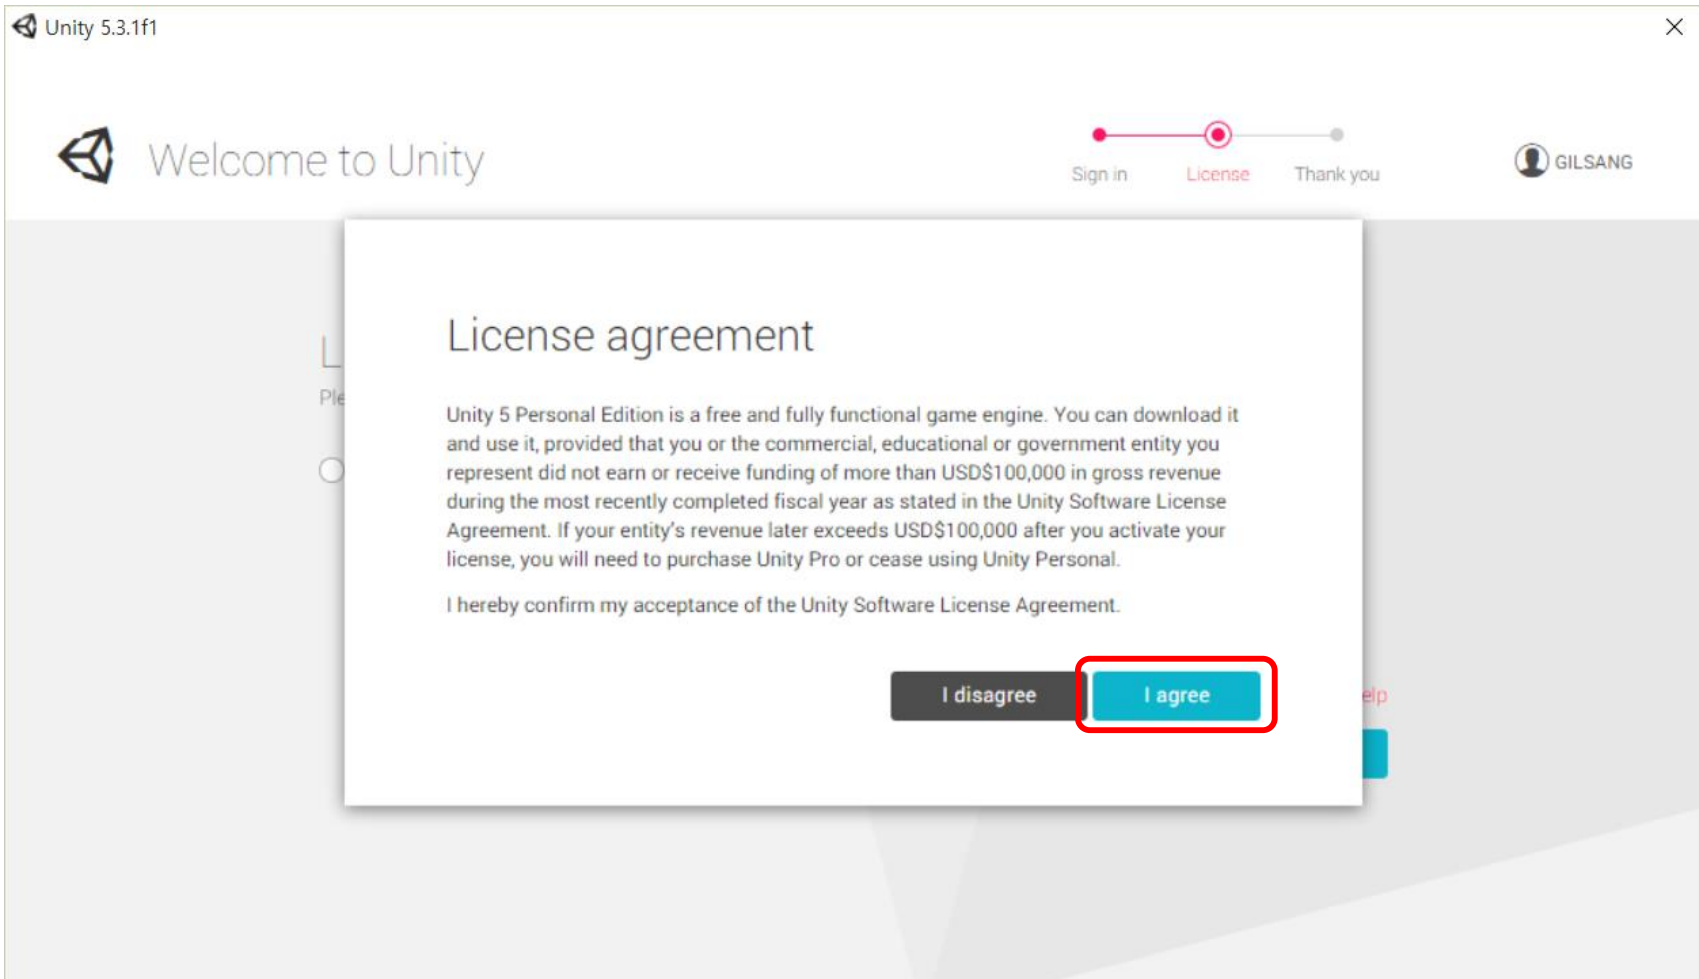 Unity 5.3.1f1
Welcome to Unity
Sign in
License
Thank you
GILSANG
L
Ple
License agreement
Unity 5 Personal Edition is a free and fully functional game engine. You can download it
and use it, provided that you or the commercial, educational or government entity you
represent did not earn or receive funding of more than USD$100,000 in gross revenue
during the most recently completed fiscal year as stated in the Unity Software License
Agreement. If your entity's revenue later exceeds USD$100,000 after you activate your
license, you will need to purchase Unity Pro or cease using Unity Personal.
I hereby confirm my acceptance of the Unity Software License Agreement.
I disagree
I agree
elp